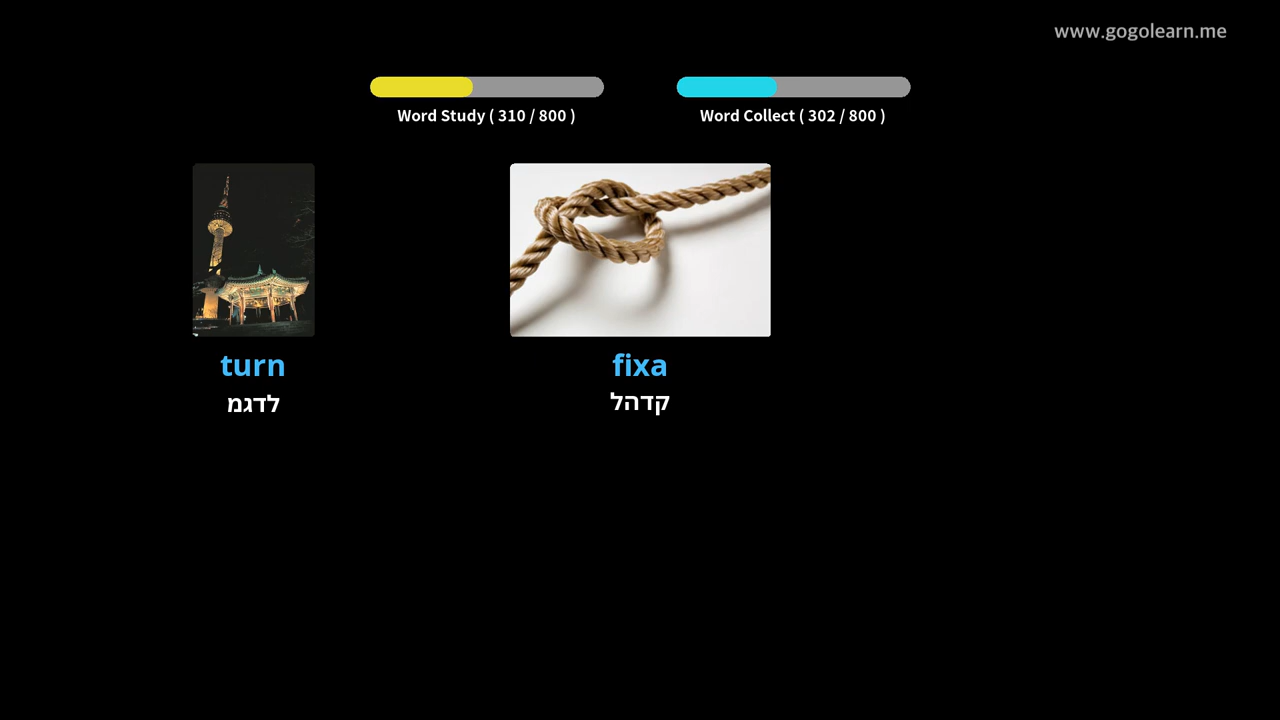 www.gogolearn.me
Word Study ( 310 / 800 )
Word Collect ( 302 / 800 )
turn
לדגמ
fixa
קדהל